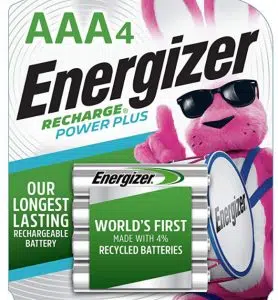 AAA4
Energizer
RECHARGE®
POWER PLUS
OUR
LONGEST
LASTING
RECHARGEABLE
BATTERY
Energizer
WORLD'S FIRST
MADE WITH 4%
RECYCLED BATTERIES
Energizer